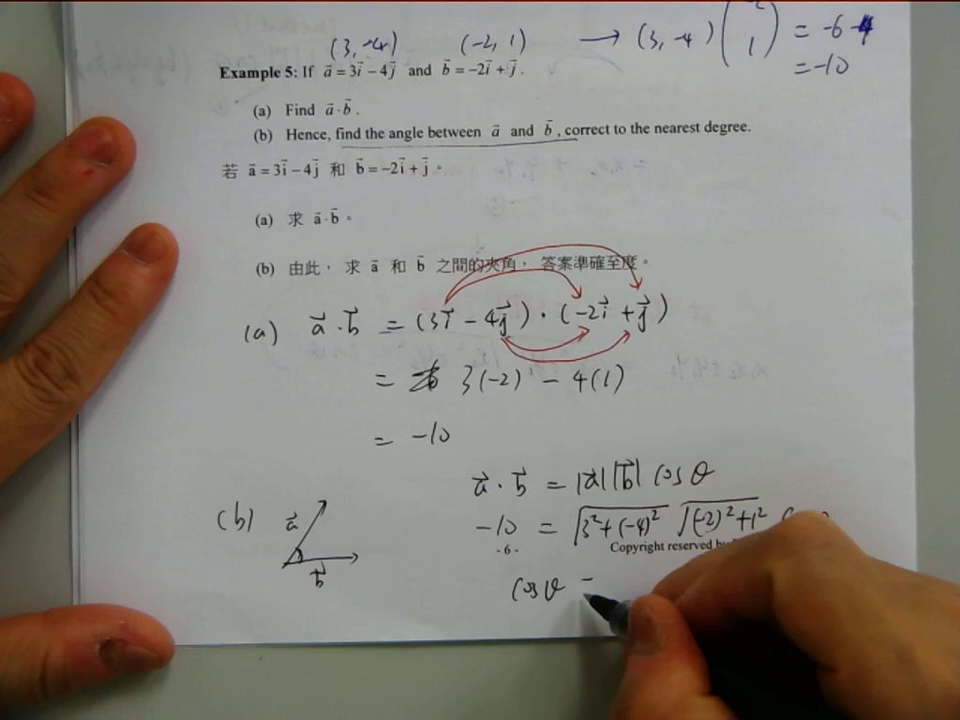 (3, -4) (-2, 1) → (3, -4) (-2 1) = -6-4
= -10
Example 5: If a⃗ = 3i⃗ − 4j⃗ and b⃗ = −2i⃗ + j⃗ .
(a) Find a⃗ · b⃗ .
(b) Hence, find the angle between a⃗ and b⃗ , correct to the nearest degree.
若 a⃗ = 3i⃗ − 4j⃗ 和 b⃗ = −2i⃗ + j⃗ 。
(a) 求 a⃗ · b⃗ 。
(b) 由此， 求 a⃗ 和 b⃗ 之間的夾角， 答案準確至度。
(a) a⃗ · b⃗ = (3i⃗ − 4j⃗) · (−2i⃗ + j⃗)
= 3(−2) − 4(1)
= −10
a⃗ · b⃗ = |a⃗||b⃗| cos θ
(b) a⃗ b⃗
−10 = √(3² + (−4)²) √((−2)² + 1²)
- 6 -
Copyright reserved
cos θ =